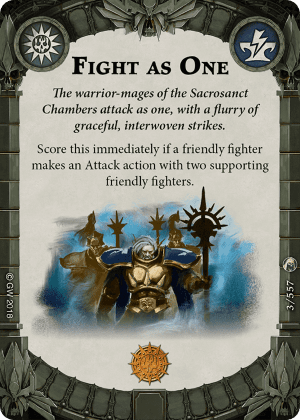 FIGHT AS ONE
The warrior-mages of the Sacrosanct
Chambers attack as one, with a flurry of
graceful, interwoven strikes.
Score this immediately if a friendly fighter
makes an Attack action with two supporting
friendly fighters.
© GW 2018
3/557